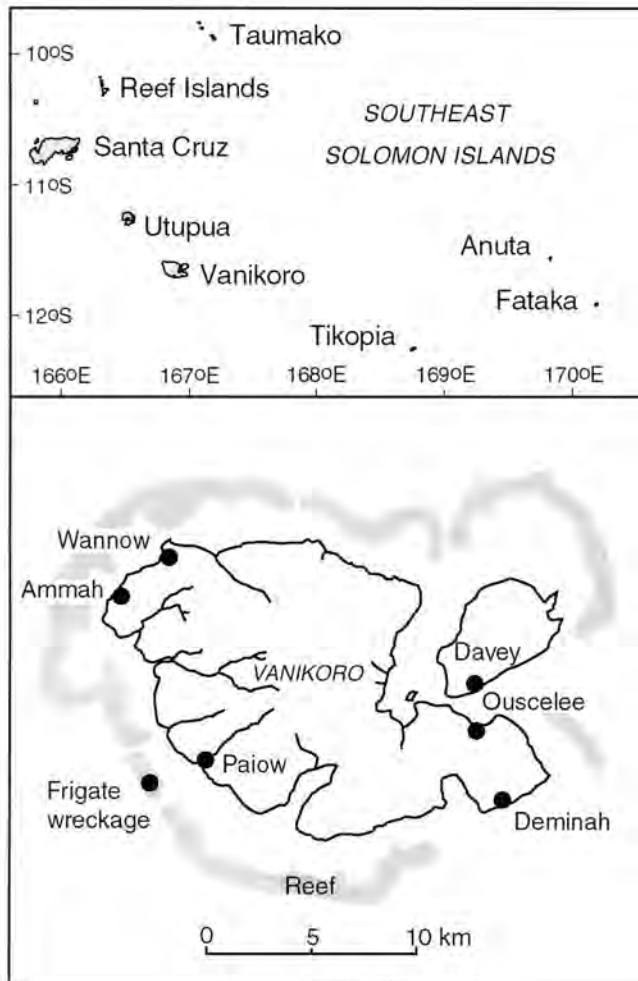 Taumako
10°S
Reef Islands
SOUTHEAST
SOLOMON ISLANDS
Santa Cruz
11°S
Utupua
Anuta
Vanikoro
Fataka
12°S
Tikopia
166°E 167°E 168°E 169°E 170°E
Wannow
Ammah
Davey
VANIKORO
Ouscelee
Paiow
Frigate
wreckage
Deminah
Reef
0 5 10 km